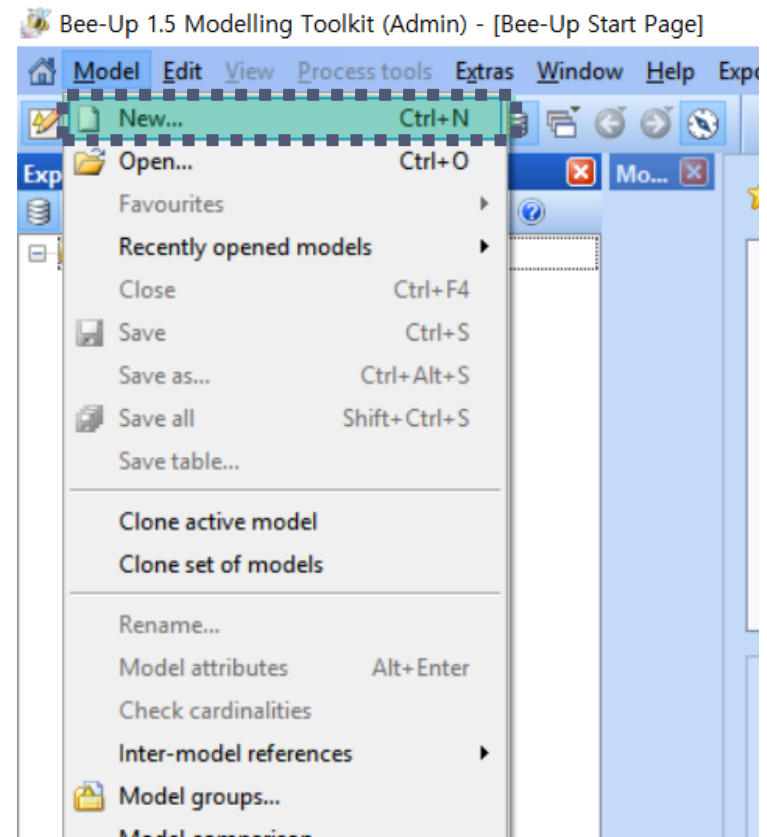 Bee-Up 1.5 Modelling Toolkit (Admin) - [Bee-Up Start Page]
Model Edit View Process tools Extras Window Help Expo
New... Ctrl+N
Exp Mo...
Open... Ctrl+O
Favourites
Recently opened models
Close Ctrl+F4
Save Ctrl+S
Save as... Ctrl+Alt+S
Save all Shift+Ctrl+S
Save table...
Clone active model
Clone set of models
Rename...
Model attributes Alt+Enter
Check cardinalities
Inter-model references
Model groups...
Model comparison